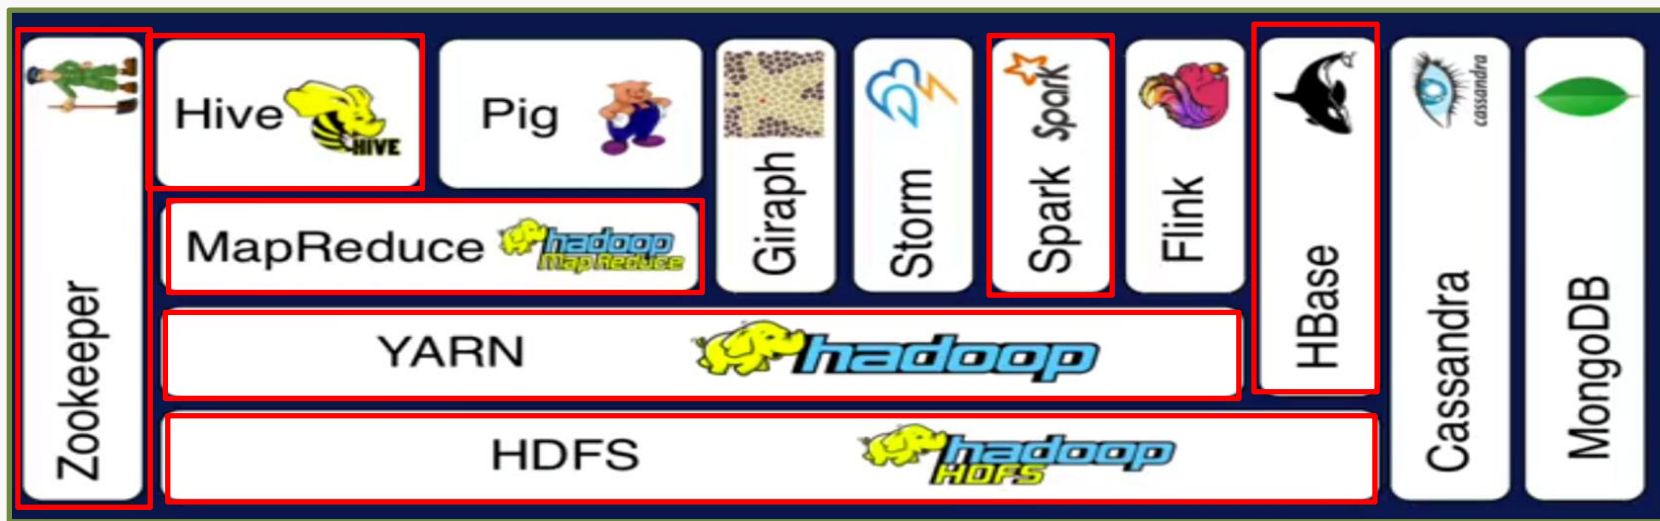 Zookeeper
Hive
HIVE
Pig
Giraph
Storm
Spark
Spark
Flink
HBase
cassandra
Cassandra
MongoDB
MapReduce
hadoop
Map Reduce
YARN
hadoop
HDFS
hadoop
HDFS